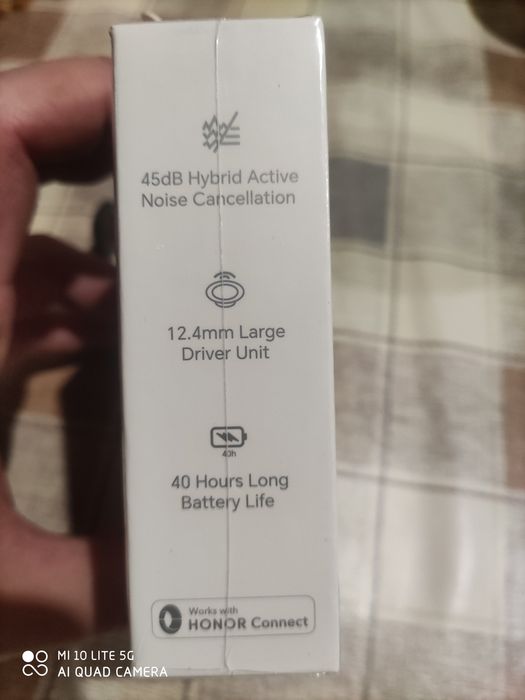 45dB Hybrid Active
Noise Cancellation
12.4mm Large
Driver Unit
40h
40 Hours Long
Battery Life
Works with
HONOR Connect
MI 10 LITE 5G
AI QUAD CAMERA